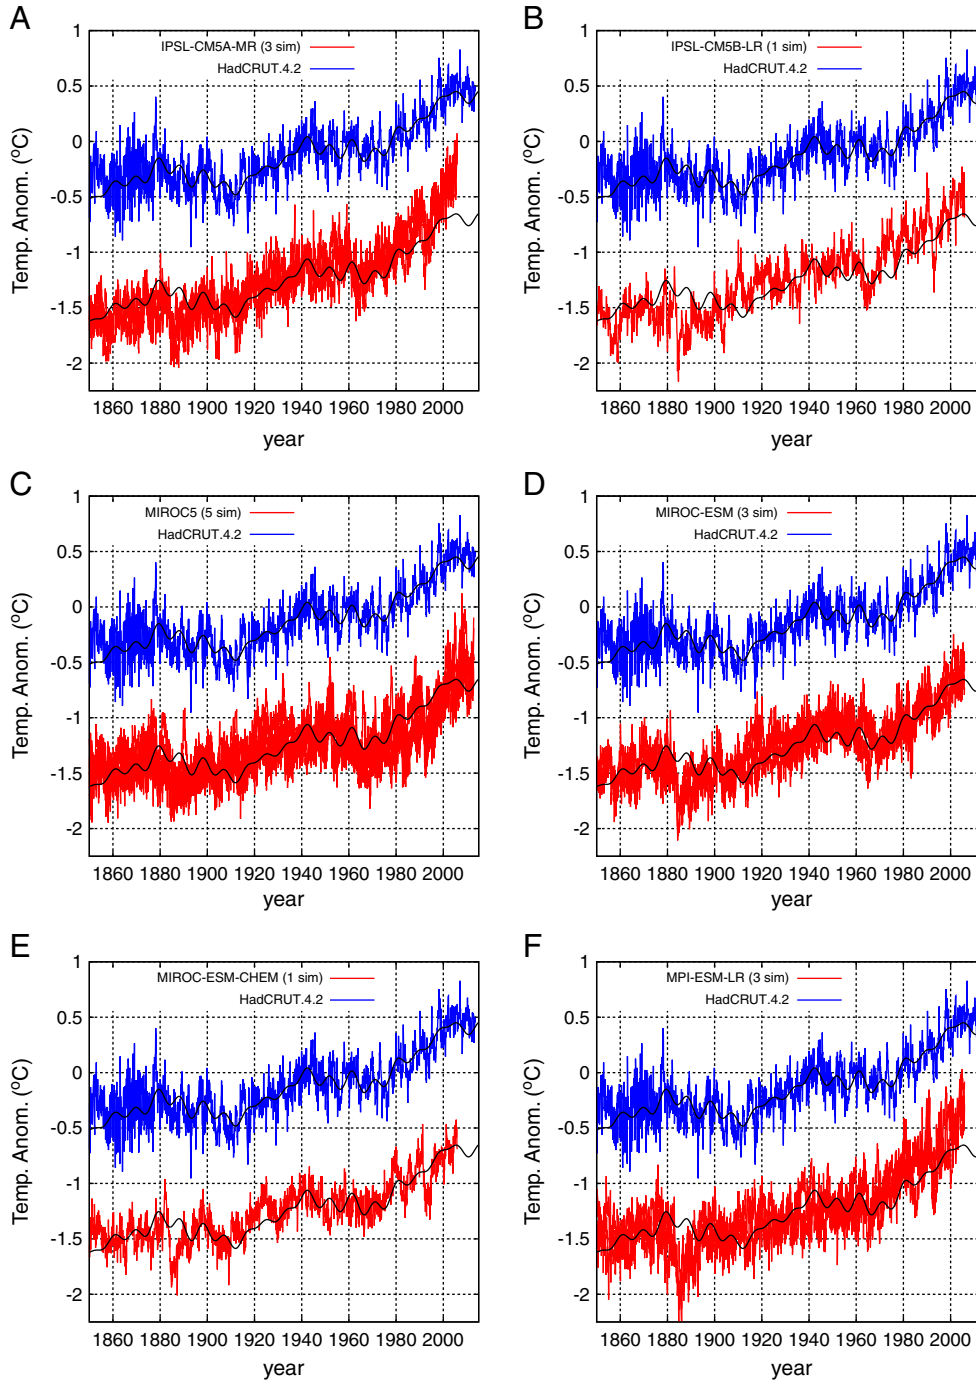 A
IPSL-CM5A-MR (3 sim)
HadCRUT.4.2
Temp. Anom. (ºC)
1
0.5
0
-0.5
-1
-1.5
-2
1860 1880 1900 1920 1940 1960 1980 2000
year
B
IPSL-CM5B-LR (1 sim)
HadCRUT.4.2
Temp. Anom. (ºC)
1
0.5
0
-0.5
-1
-1.5
-2
1860 1880 1900 1920 1940 1960 1980 2000
year
C
MIROC5 (5 sim)
HadCRUT.4.2
Temp. Anom. (ºC)
1
0.5
0
-0.5
-1
-1.5
-2
1860 1880 1900 1920 1940 1960 1980 2000
year
D
MIROC-ESM (3 sim)
HadCRUT.4.2
Temp. Anom. (ºC)
1
0.5
0
-0.5
-1
-1.5
-2
1860 1880 1900 1920 1940 1960 1980 2000
year
E
MIROC-ESM-CHEM (1 sim)
HadCRUT.4.2
Temp. Anom. (ºC)
1
0.5
0
-0.5
-1
-1.5
-2
1860 1880 1900 1920 1940 1960 1980 2000
year
F
MPI-ESM-LR (3 sim)
HadCRUT.4.2
Temp. Anom. (ºC)
1
0.5
0
-0.5
-1
-1.5
-2
1860 1880 1900 1920 1940 1960 1980 2000
year